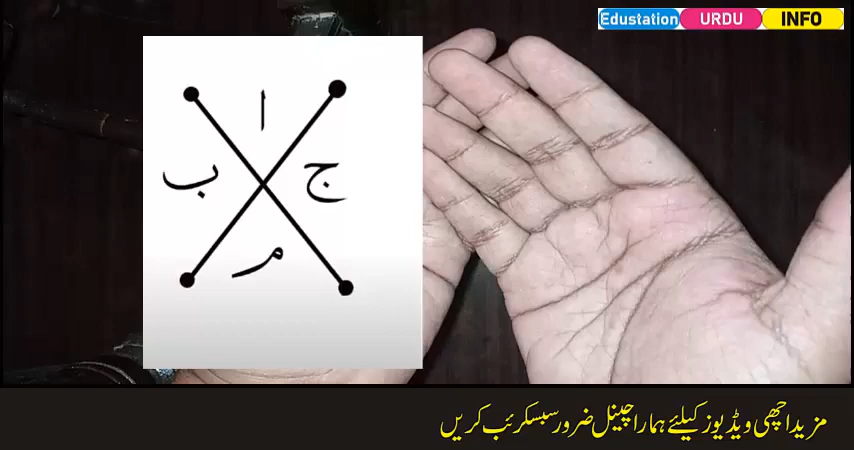 Edustation URDU INFO
ا
ب ج
م
مزید اچھی ویڈیوز کیلئے ہمارا چینل ضرور سبسکرائب کریں